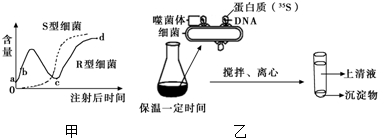 含量
S型细菌
R型细菌
a
b
c
d
0
注射后时间
甲
噬菌体
细菌
蛋白质(³⁵S)
DNA
保温一定时间
搅拌、离心
上清液
沉淀物
乙